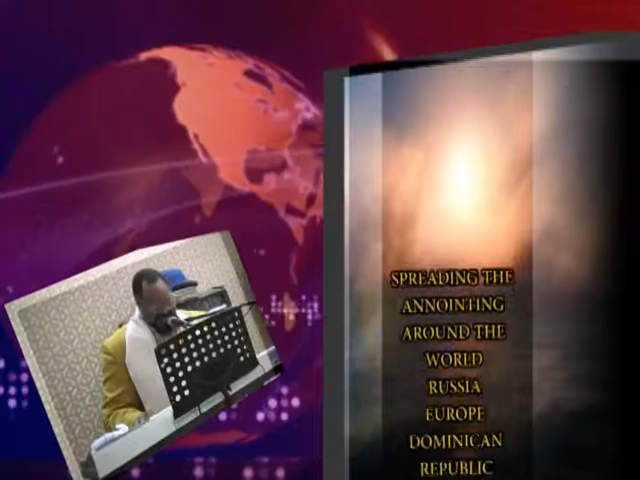 SPREADING THE
ANNOINTING
AROUND THE
WORLD
RUSSIA
EUROPE
DOMINICAN
REPUBLIC